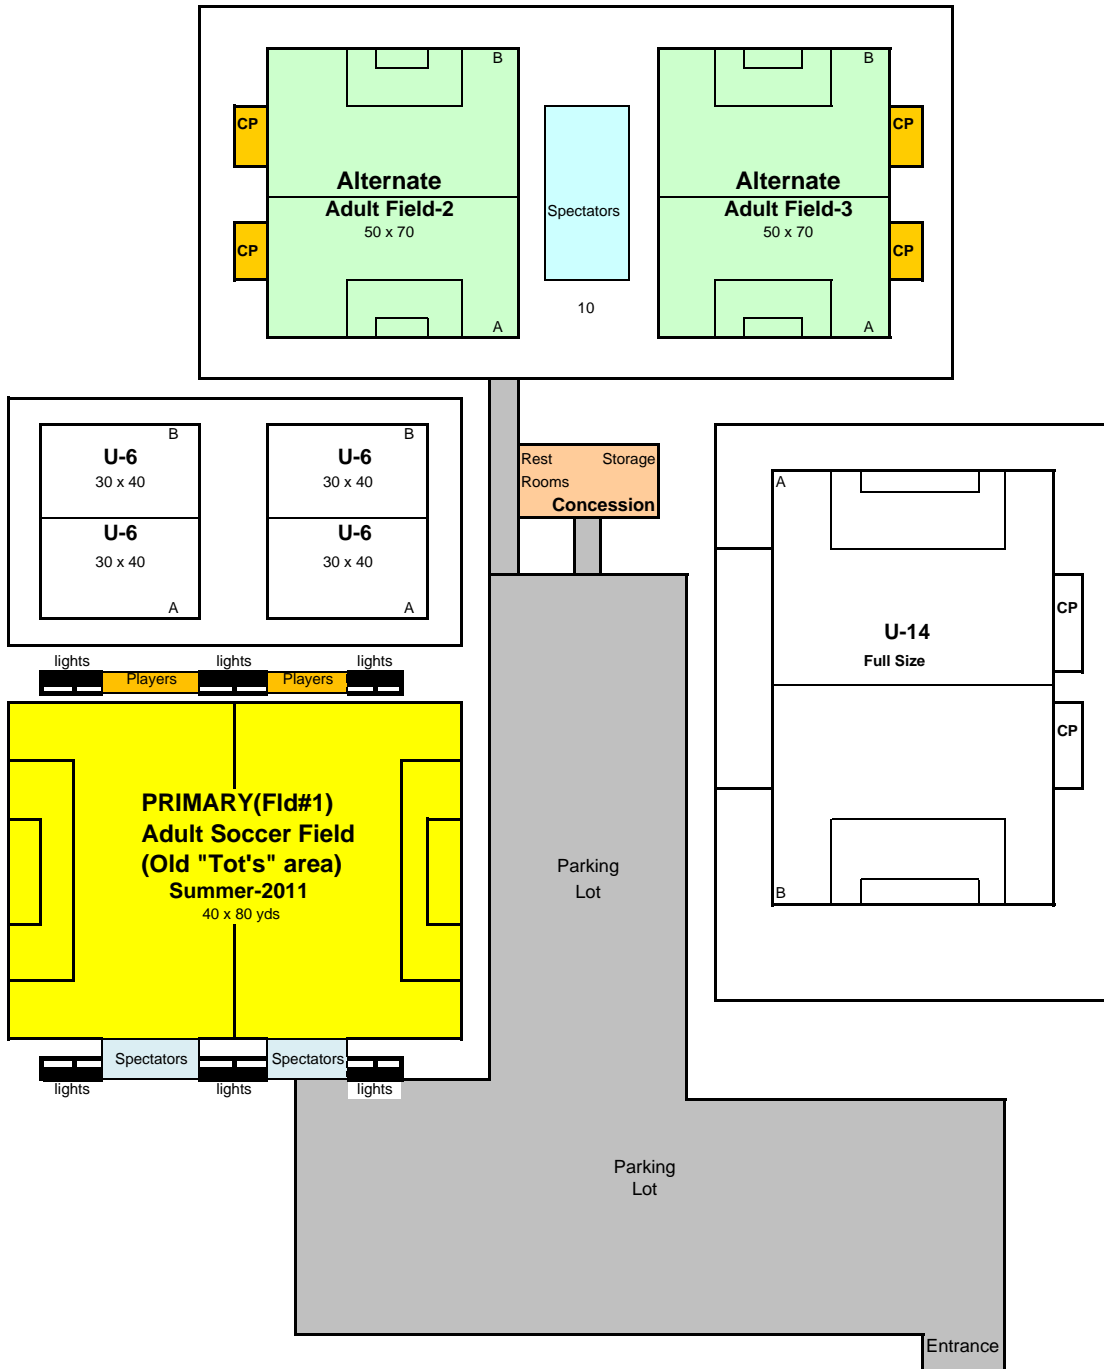 B
B
CP
CP
Alternate
Adult Field-2
50 x 70
Spectators
Alternate
Adult Field-3
50 x 70
CP
CP
10
A
A
B
B
U-6
30 x 40
U-6
30 x 40
U-6
30 x 40
U-6
30 x 40
A
A
Rest Storage
Rooms
Concession
A
U-14
Full Size
CP
CP
B
lights
lights
lights
Players
Players
PRIMARY(Fld#1)
Adult Soccer Field
(Old "Tot's" area)
Summer-2011
40 x 80 yds
Parking
Lot
Spectators
Spectators
lights
lights
lights
Parking
Lot
Entrance